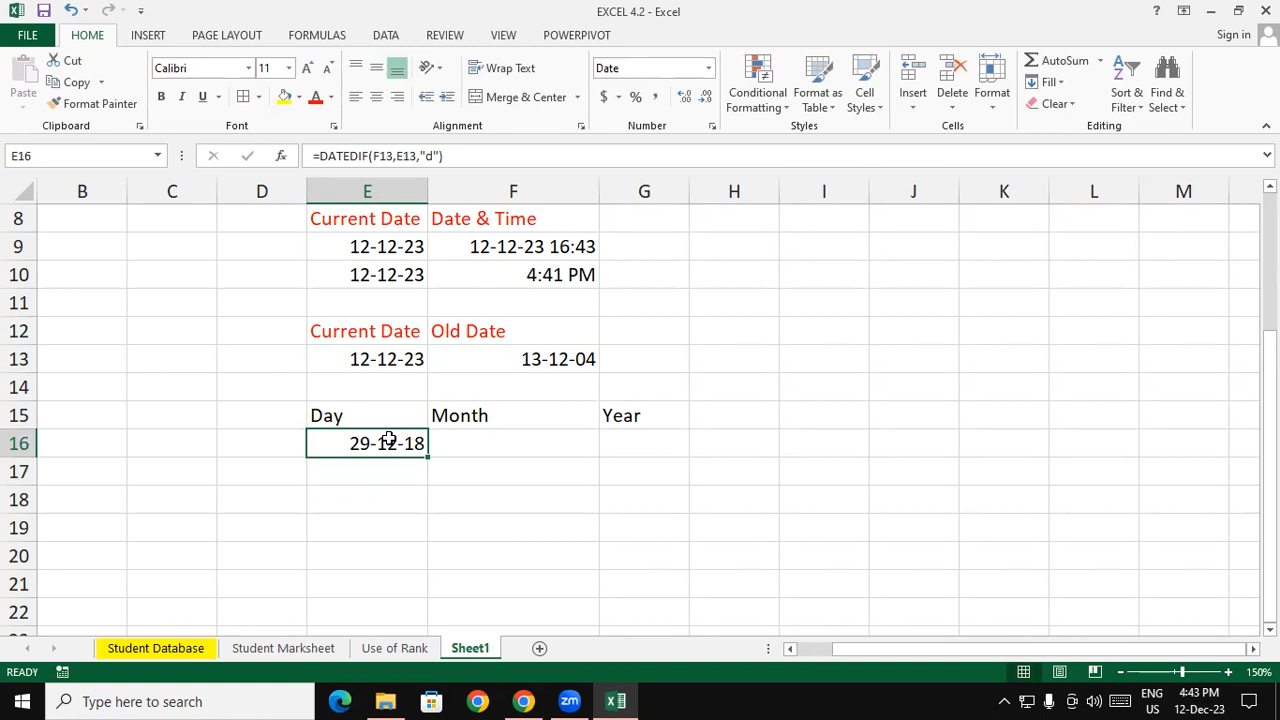 EXCEL 4.2 - Excel
FILE HOME INSERT PAGE LAYOUT FORMULAS DATA REVIEW VIEW POWERPIVOT Sign in
Paste Cut Copy Format Painter
Calibri 11
B I U A
Wrap Text
Merge & Center
Date
$ % ,
Conditional Formatting
Format as Table
Cell Styles
Insert Delete Format
AutoSum
Fill
Clear
Sort & Filter
Find & Select
Clipboard Font Alignment Number Styles Cells Editing
E16 fx =DATEDIF(F13,E13,"d")
B C D E F G H I J K L M
8 Current Date Date & Time
9 12-12-23 12-12-23 16:43
10 12-12-23 4:41 PM
11
12 Current Date Old Date
13 12-12-23 13-12-04
14
15 Day Month Year
16 29-12-18
17
18
19
20
21
22
Student Database Student Marksheet Use of Rank Sheet1
READY 150%
Type here to search
ENG US
4:43 PM
12-Dec-23